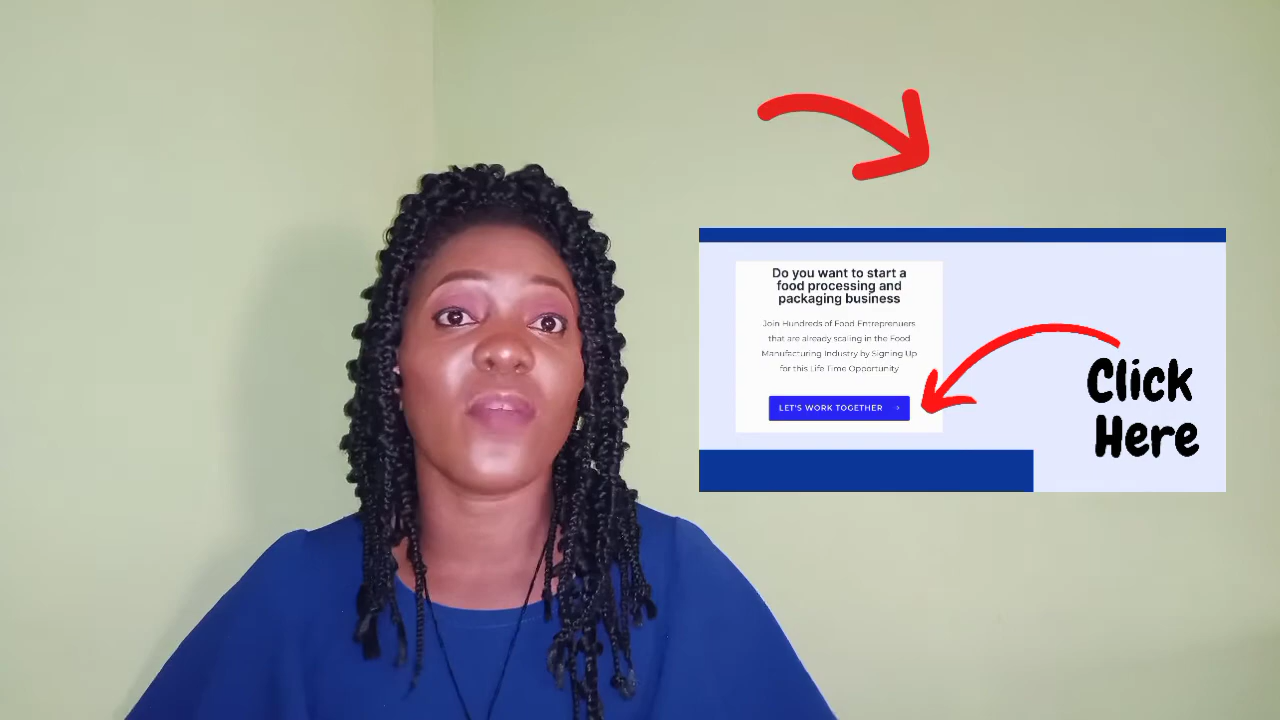 Do you want to start a
food processing and
packaging business
Join Hundreds of Food Entreprenuers
that are already scaling in the Food
Manufacturing Industry by Signing Up
for this Life Time Opportunity
LET'S WORK TOGETHER
Click
Here